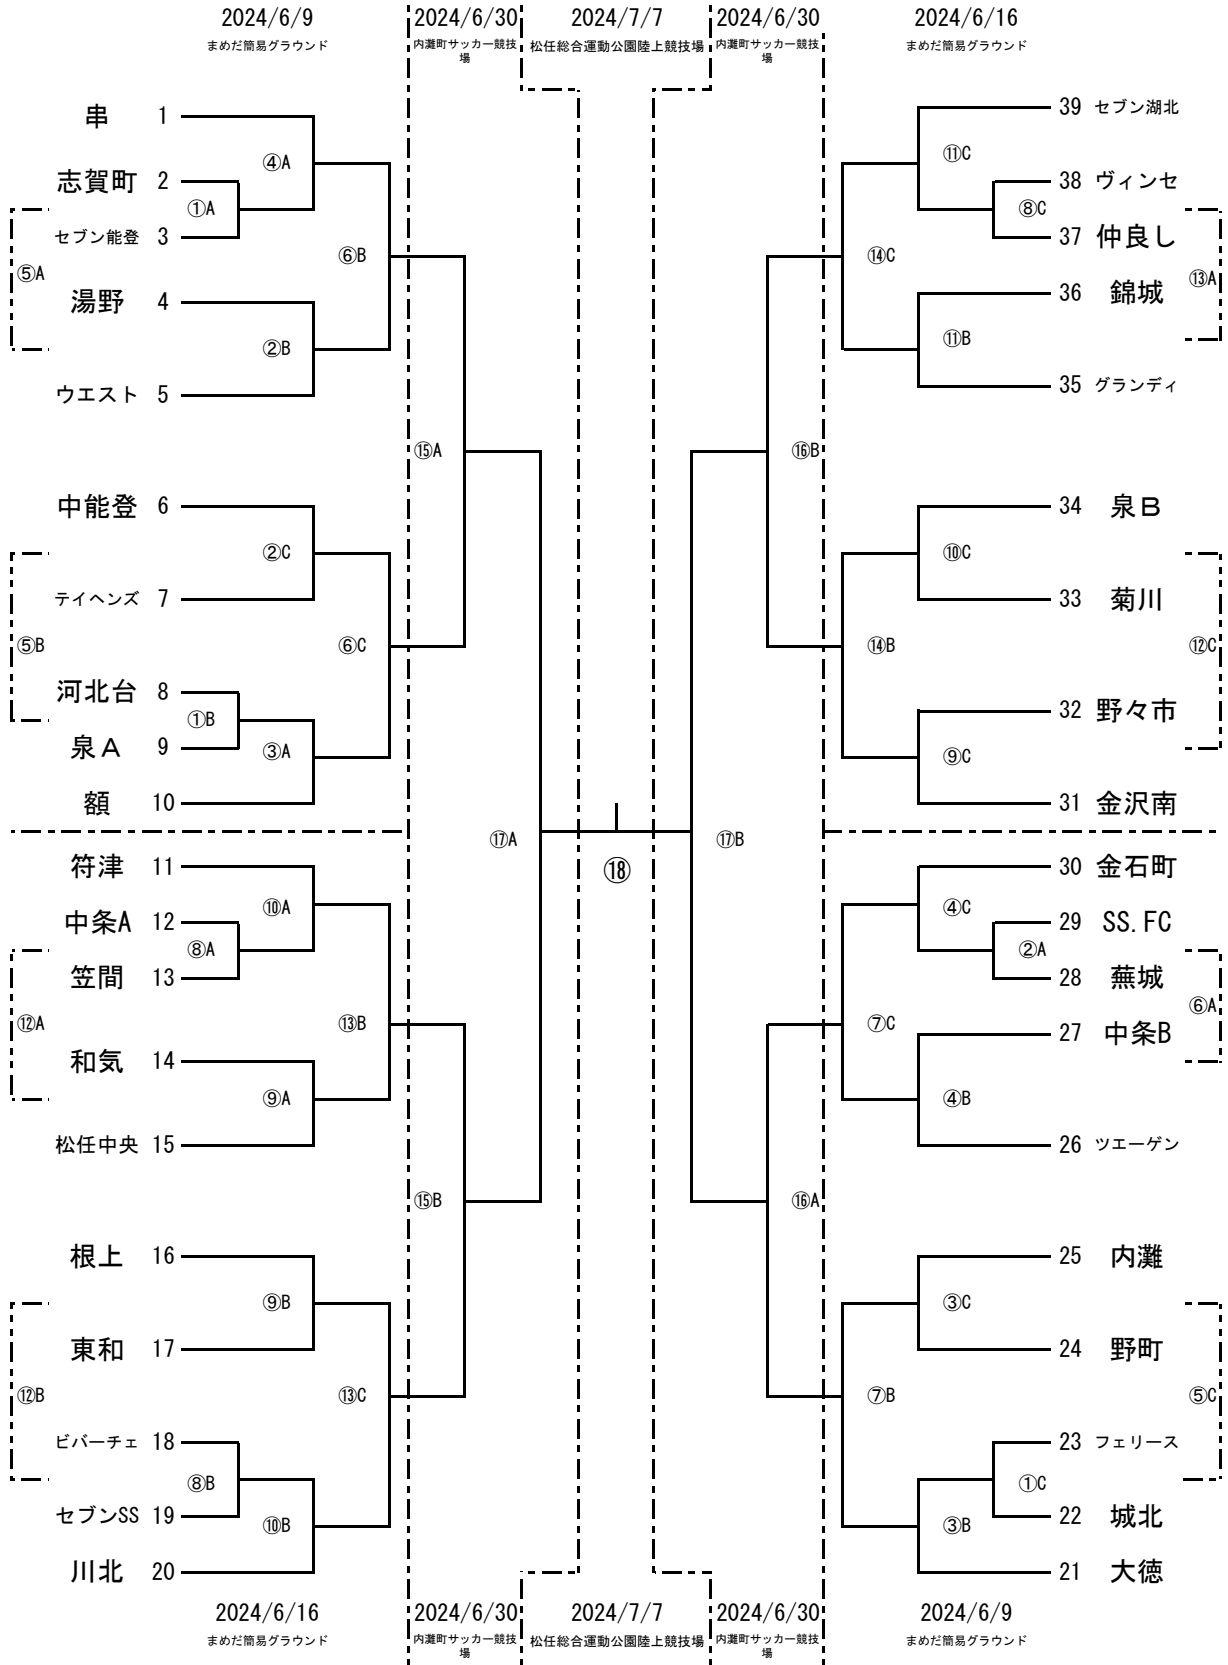 2024/6/9 2024/6/30 2024/7/7 2024/6/30 2024/6/16
まめだ簡易グラウンド 内灘町サッカー競技場 松任総合運動公園陸上競技場 内灘町サッカー競技場 まめだ簡易グラウンド
串 1
④A
志賀町 2
①A
セブン能登 3
⑤A
⑥B
湯野 4
②B
ウエスト 5
⑮A
中能登 6
②C
テイヘンズ 7
⑤B
⑥C
河北台 8
①B
泉A 9
③A
額 10
⑰A
符津 11
⑩A
中条A 12
⑧A
笠間 13
⑫A
⑬B
和気 14
⑨A
松任中央 15
⑮B
根上 16
⑨B
東和 17
⑫B
⑬C
ビバーチェ 18
⑧B
セブンSS 19
⑩B
川北 20
⑱
39 セブン湖北
⑪C
38 ヴィンセ
⑧C
37 仲良し
⑭C
⑬A
36 錦城
⑪B
35 グランディ
⑯B
34 泉B
⑩C
33 菊川
⑭B
⑫C
32 野々市
⑨C
31 金沢南
⑰B
30 金石町
④C
29 SS.FC
②A
28 蕪城
⑥A
⑦C
27 中条B
④B
26 ツエーゲン
⑯A
25 内灘
③C
24 野町
⑦B
⑤C
23 フェリース
①C
22 城北
③B
21 大徳
2024/6/16 2024/6/30 2024/7/7 2024/6/30 2024/6/9
まめだ簡易グラウンド 内灘町サッカー競技場 松任総合運動公園陸上競技場 内灘町サッカー競技場 まめだ簡易グラウンド